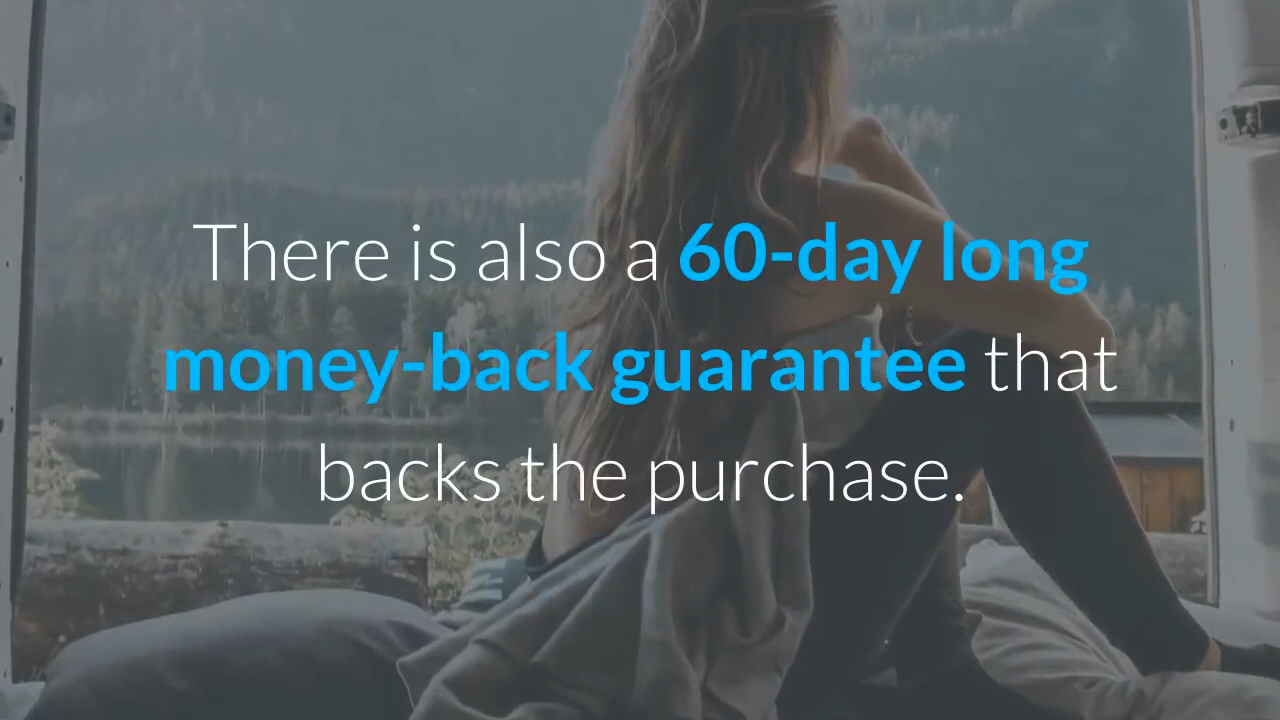 There is also a 60-day long
money-back guarantee that
backs the purchase.